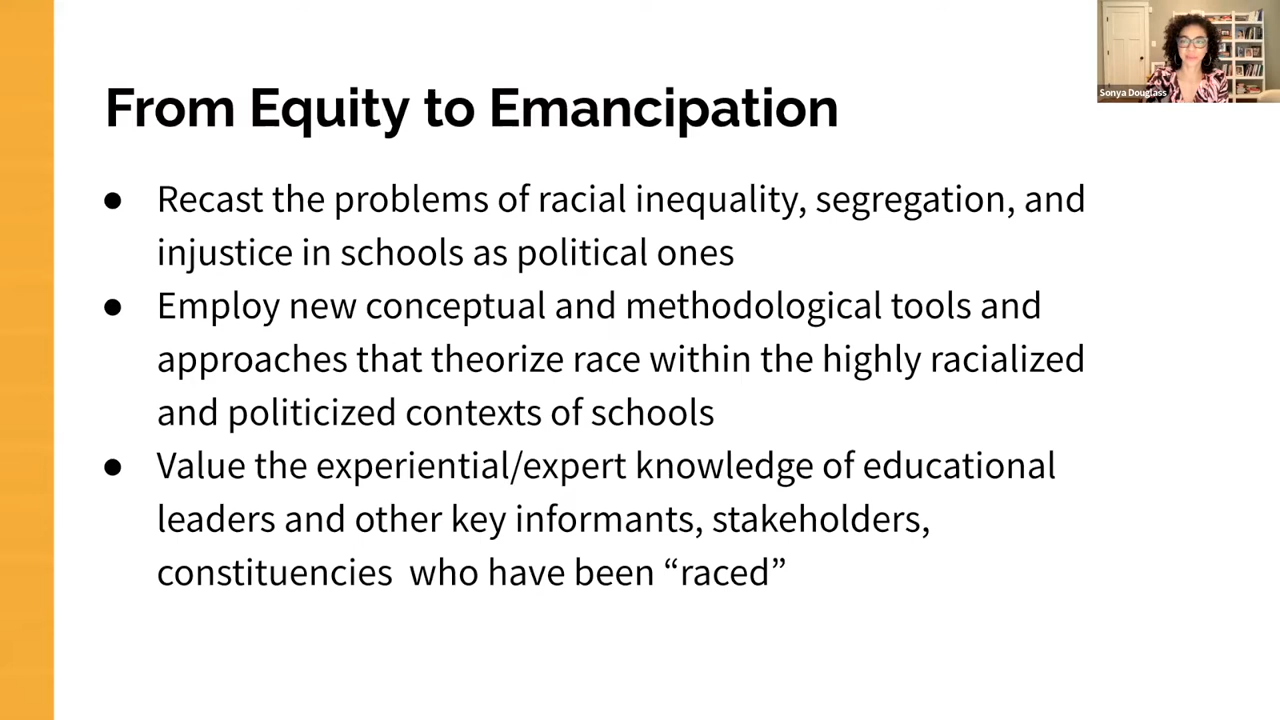 Sonya Douglass
From Equity to Emancipation
● Recast the problems of racial inequality, segregation, and
injustice in schools as political ones
● Employ new conceptual and methodological tools and
approaches that theorize race within the highly racialized
and politicized contexts of schools
● Value the experiential/expert knowledge of educational
leaders and other key informants, stakeholders,
constituencies  who have been “raced”